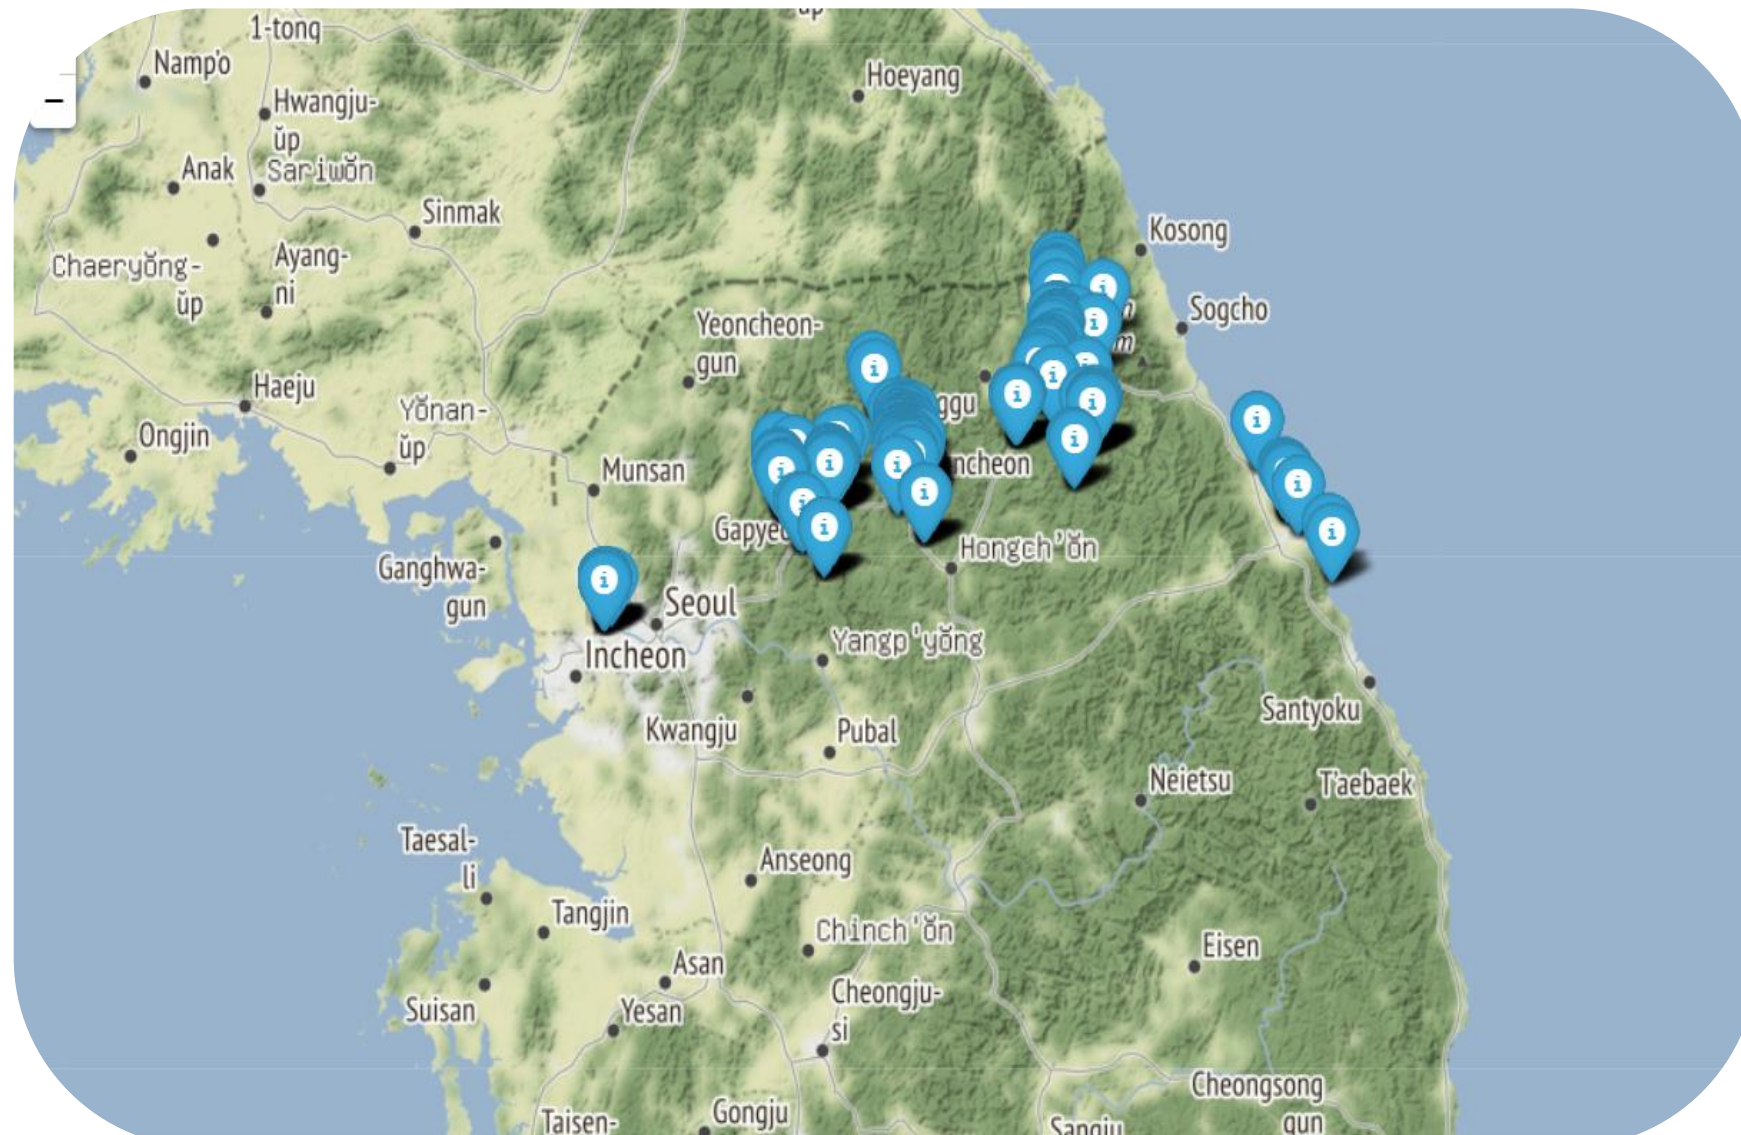 1-tong
Namp'o
−
Hoeyang
Hwangju-
ŭp
Anak
Sariwŏn
Sinmak
Kosong
Chaeryŏng-
ŭp
Ayang-
ni
Sogcho
Yeoncheon-
gun
Haeju
Yŏnan-
ŭp
ggu
Ongjin
Munsan
ncheon
Gapye
Hongch'ŏn
Ganghwa-
gun
Seoul
Incheon
Yangp'yŏng
Kwangju
Pubal
Santyoku
Neietsu
T'aebaek
Taesal-
li
Anseong
Tangjin
Chinch'ŏn
Eisen
Asan
Cheongju-
si
Suisan
Yesan
Cheongsong
gun
Taisen-
Gongju
Sangju